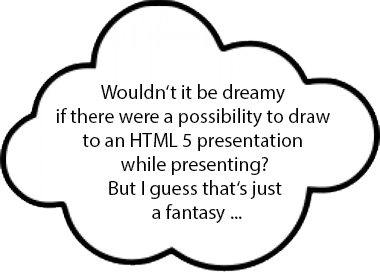 Wouldn‘t it be dreamy
if there were a possibility to draw
to an HTML 5 presentation
while presenting?
But I guess that‘s just
a fantasy ...